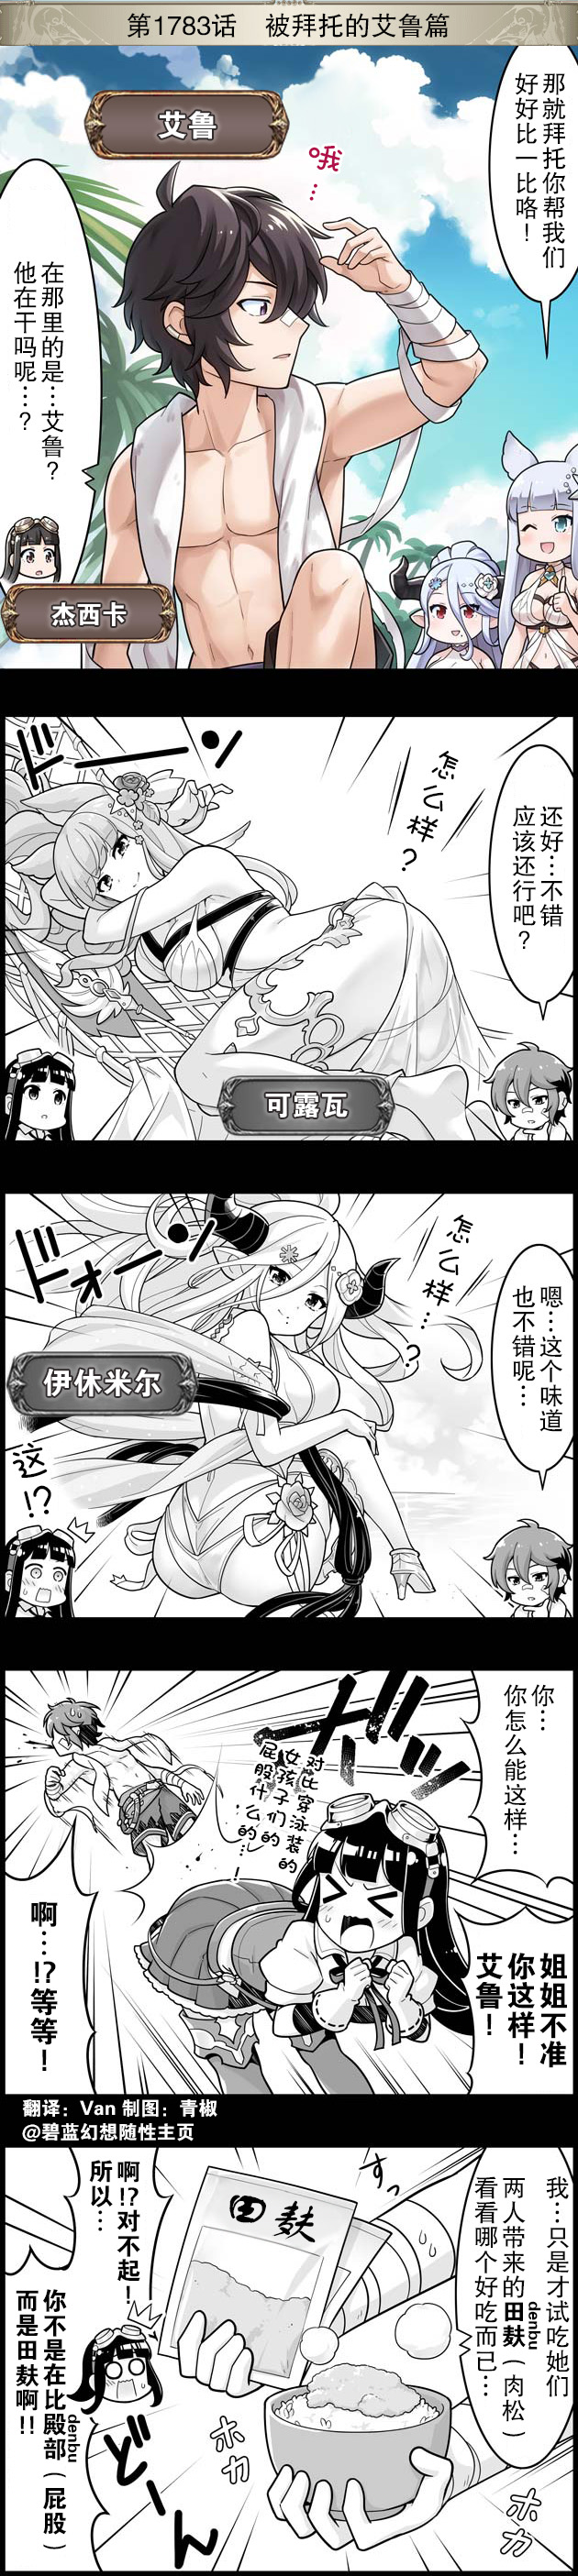 第1783话　被拜托的艾鲁篇
那就拜托你帮我们
好好比一比咯！
艾鲁
哦…
在那里的是…艾鲁？
他在干吗呢…？
杰西卡
ドーン
怎么样？
还好…不错
应该还行吧？
可露瓦
ドォーン
怎么样…？
嗯…这个味道
也不错呢…
伊休米尔
这!?
你…
你怎么能这样…
对比穿泳装的
女孩子们的
屁股什么的…！
姐姐不准
你这样！
艾鲁！
啊…!?等等！
翻译：Van 制图：青椒
@碧蓝幻想随性主页
我…只是才试吃她们
两人带来的田麸（肉松）
denbu
看看哪个好吃而已…
すっ
田麸
啊!?对不起！
所以…
你不是在比殿部（屁股）
denbu
而是田麸啊!!
どーん
ホカ
ホカ